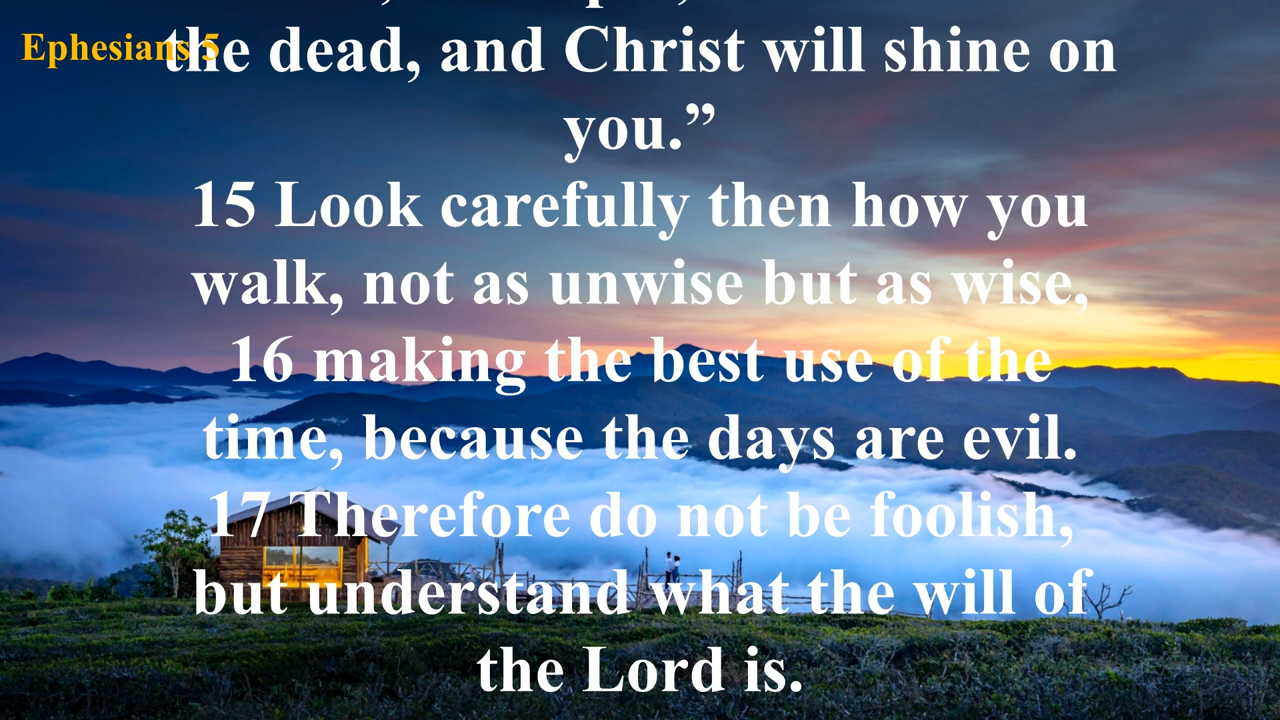 Ephesians 5
the dead, and Christ will shine on
you.”
15 Look carefully then how you
walk, not as unwise but as wise,
16 making the best use of the
time, because the days are evil.
17 Therefore do not be foolish,
but understand what the will of
the Lord is.